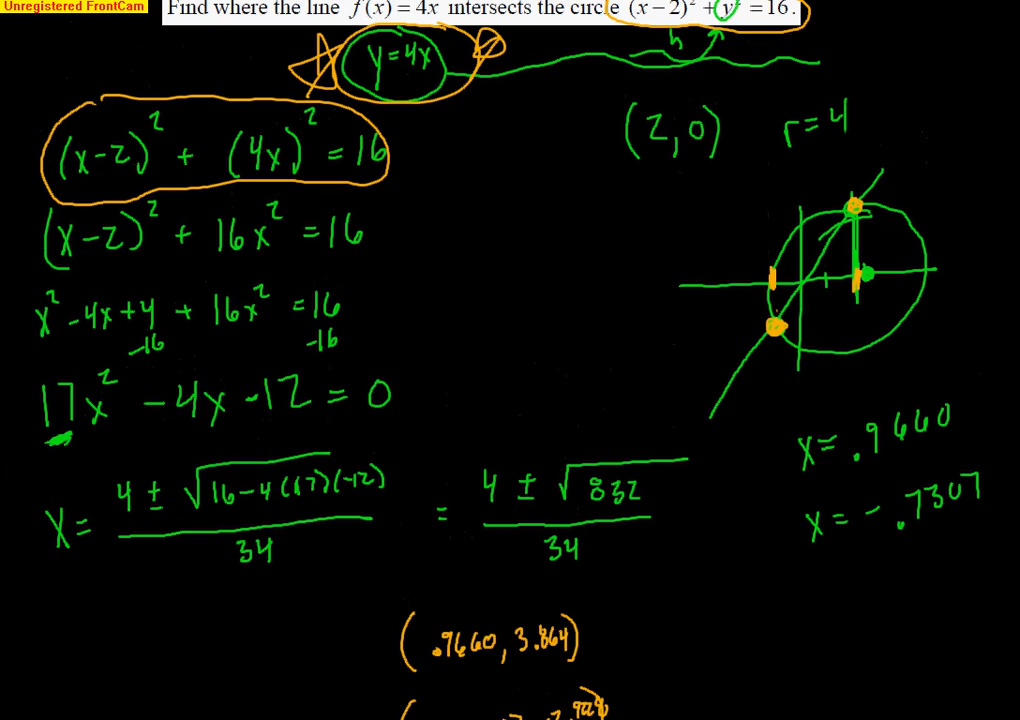 Unregistered FrontCam
Find where the line f(x) = 4x intersects the circle (x − 2)² + y² = 16.
y=4x
(x-2)² + (4x)² = 16
(2,0) r=4
(x-2)² + 16x² = 16
x² - 4x + 4 + 16x² = 16
-16 -16
17x² - 4x - 12 = 0
x = .9660
x = -.7307
x = (4 ± √(16-4(17)(-12)))/34 = (4 ± √832)/34
(.9660, 3.864)